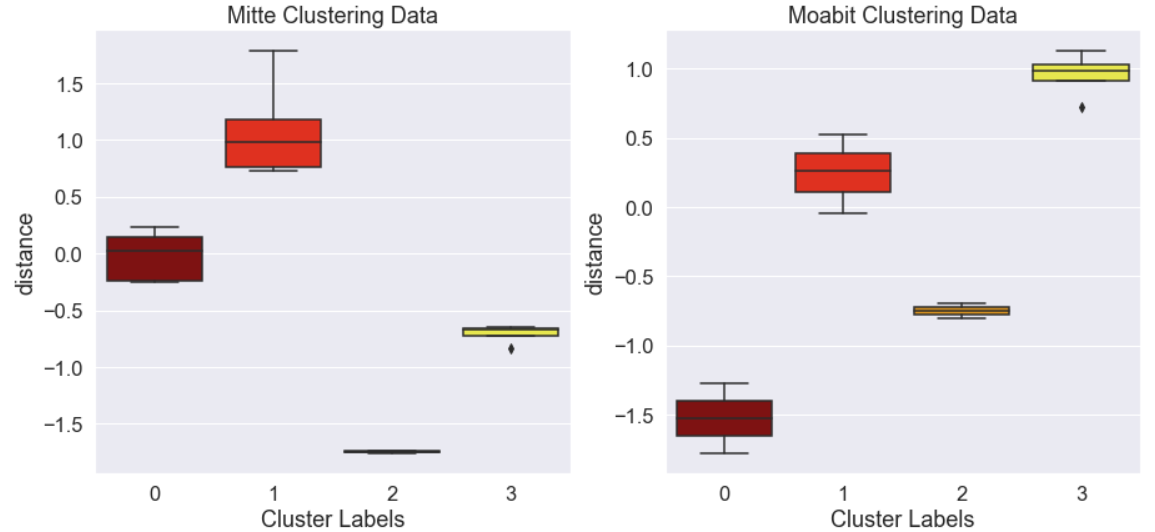 Mitte Clustering Data
distance
1.5
1.0
0.5
0.0
−0.5
−1.0
−1.5
0 1 2 3
Cluster Labels
Moabit Clustering Data
distance
1.0
0.5
0.0
−0.5
−1.0
−1.5
0 1 2 3
Cluster Labels